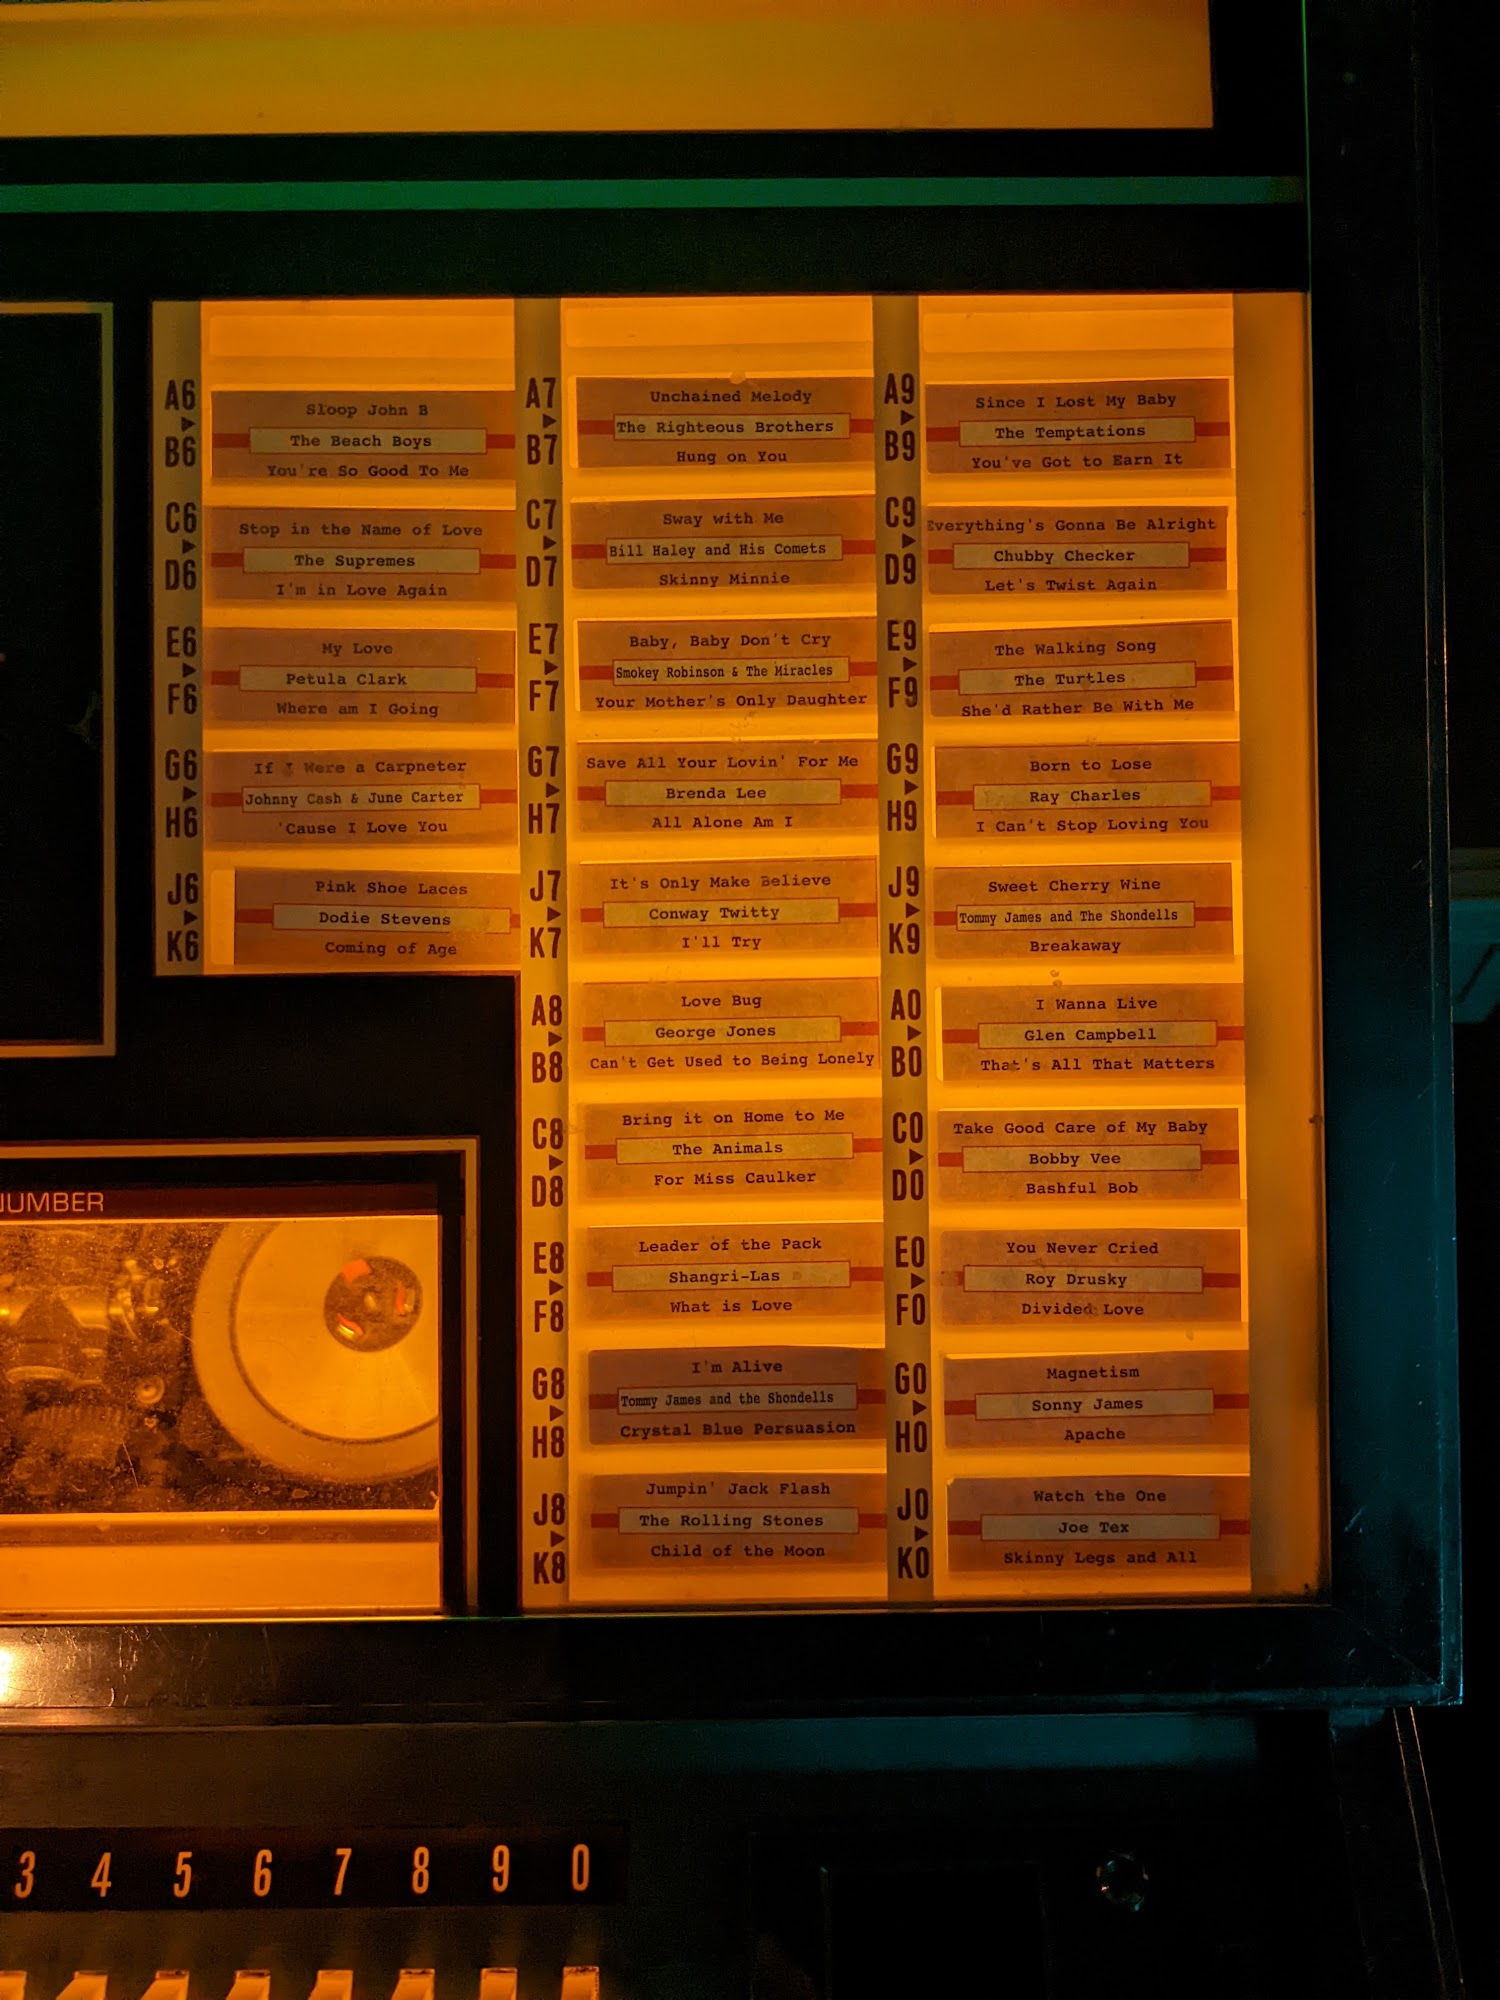 A6
Sloop John B
The Beach Boys
B6
You're So Good To Me
C6
Stop in the Name of Love
The Supremes
D6
I'm in Love Again
E6
My Love
Petula Clark
F6
Where am I Going
G6
If I Were a Carpneter
Johnny Cash & June Carter
H6
'Cause I Love You
J6
Pink Shoe Laces
Dodie Stevens
K6
Coming of Age
A7
Unchained Melody
The Righteous Brothers
B7
Hung on You
C7
Sway with Me
Bill Haley and His Comets
D7
Skinny Minnie
E7
Baby, Baby Don't Cry
Smokey Robinson & The Miracles
F7
Your Mother's Only Daughter
G7
Save All Your Lovin' For Me
Brenda Lee
H7
All Alone Am I
J7
It's Only Make Believe
Conway Twitty
K7
I'll Try
A8
Love Bug
George Jones
B8
Can't Get Used to Being Lonely
C8
Bring it on Home to Me
The Animals
D8
For Miss Caulker
E8
Leader of the Pack
Shangri-Las
F8
What is Love
G8
I'm Alive
Tommy James and the Shondells
H8
Crystal Blue Persuasion
J8
Jumpin' Jack Flash
The Rolling Stones
K8
Child of the Moon
A9
Since I Lost My Baby
The Temptations
B9
You've Got to Earn It
C9
Everything's Gonna Be Alright
Chubby Checker
D9
Let's Twist Again
E9
The Walking Song
The Turtles
F9
She'd Rather Be With Me
G9
Born to Lose
Ray Charles
H9
I Can't Stop Loving You
J9
Sweet Cherry Wine
Tommy James and The Shondells
K9
Breakaway
A0
I Wanna Live
Glen Campbell
B0
That's All That Matters
C0
Take Good Care of My Baby
Bobby Vee
D0
Bashful Bob
E0
You Never Cried
Roy Drusky
F0
Divided Love
G0
Magnetism
Sonny James
H0
Apache
J0
Watch the One
Joe Tex
K0
Skinny Legs and All
NUMBER
3 4 5 6 7 8 9 0